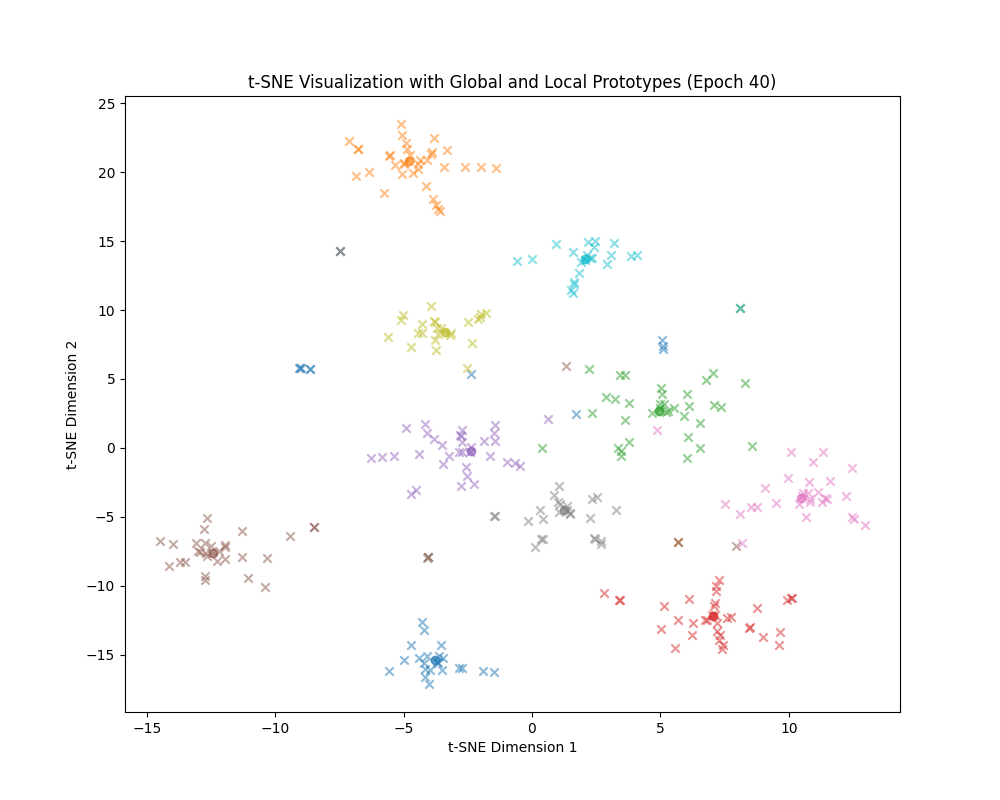 t-SNE Visualization with Global and Local Prototypes (Epoch 40)
25
20
15
10
5
0
−5
−10
−15
t-SNE Dimension 2
−15 −10 −5 0 5 10
t-SNE Dimension 1